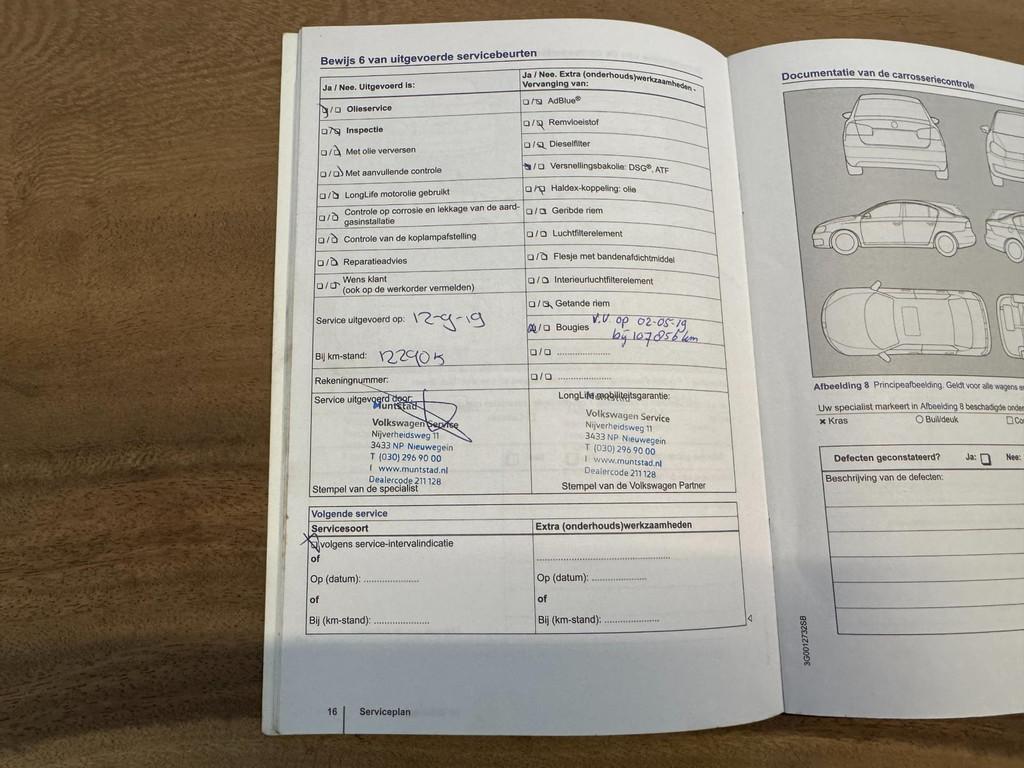 Bewijs 6 van uitgevoerde servicebeurten
Ja / Nee. Uitgevoerd is:
Ja / Nee. Extra (onderhouds)werkzaamheden -
Vervanging van:
Olieservice
Inspectie
Met olie verversen
Met aanvullende controle
LongLife motorolie gebruikt
Controle op corrosie en lekkage van de aard-
gasinstallatie
Controle van de koplampafstelling
Reparatieadvies
Wens klant
(ook op de werkorder vermelden)
Service uitgevoerd op: 12-9-19
Bij km-stand:
Rekeningnummer:
AdBlue®
Remvloeistof
Dieselfilter
Versnellingsbakolie: DSG®, ATF
Haldex-koppeling: olie
Geribde riem
Luchtfilterelement
Flesje met bandenafdichtmiddel
Interieurluchtfilterelement
Getande riem
Bougies V.V. op 02-05-19
bij 107856 km
Service uitgevoerd door:
Muntstad
Volkswagen Service
Nijverheidsweg 11
3433 NP Nieuwegein
T (030) 296 90 00
I www.muntstad.nl
Dealercode 211 128
Stempel van de specialist
LongLife mobiliteitsgarantie:
Muntstad
Volkswagen Service
Nijverheidsweg 11
3433 NP Nieuwegein
T (030) 296 90 00
I www.muntstad.nl
Dealercode 211 128
Stempel van de Volkswagen Partner
Volgende service
Servicesoort
volgens service-intervalindicatie
of
Op (datum): ....................
of
Bij (km-stand): ....................
Extra (onderhouds)werkzaamheden
Op (datum): ....................
of
Bij (km-stand): ....................
16 Serviceplan
Documentatie van de carrosseriecontrole
Afbeelding 8 Principeafbeelding. Geldt voor alle wagens
Uw specialist markeert in Afbeelding 8 beschadigde
Kras
Buil/deuk
Defecten geconstateerd? Ja: Nee:
Beschrijving van de defecten:
3G0012732SB